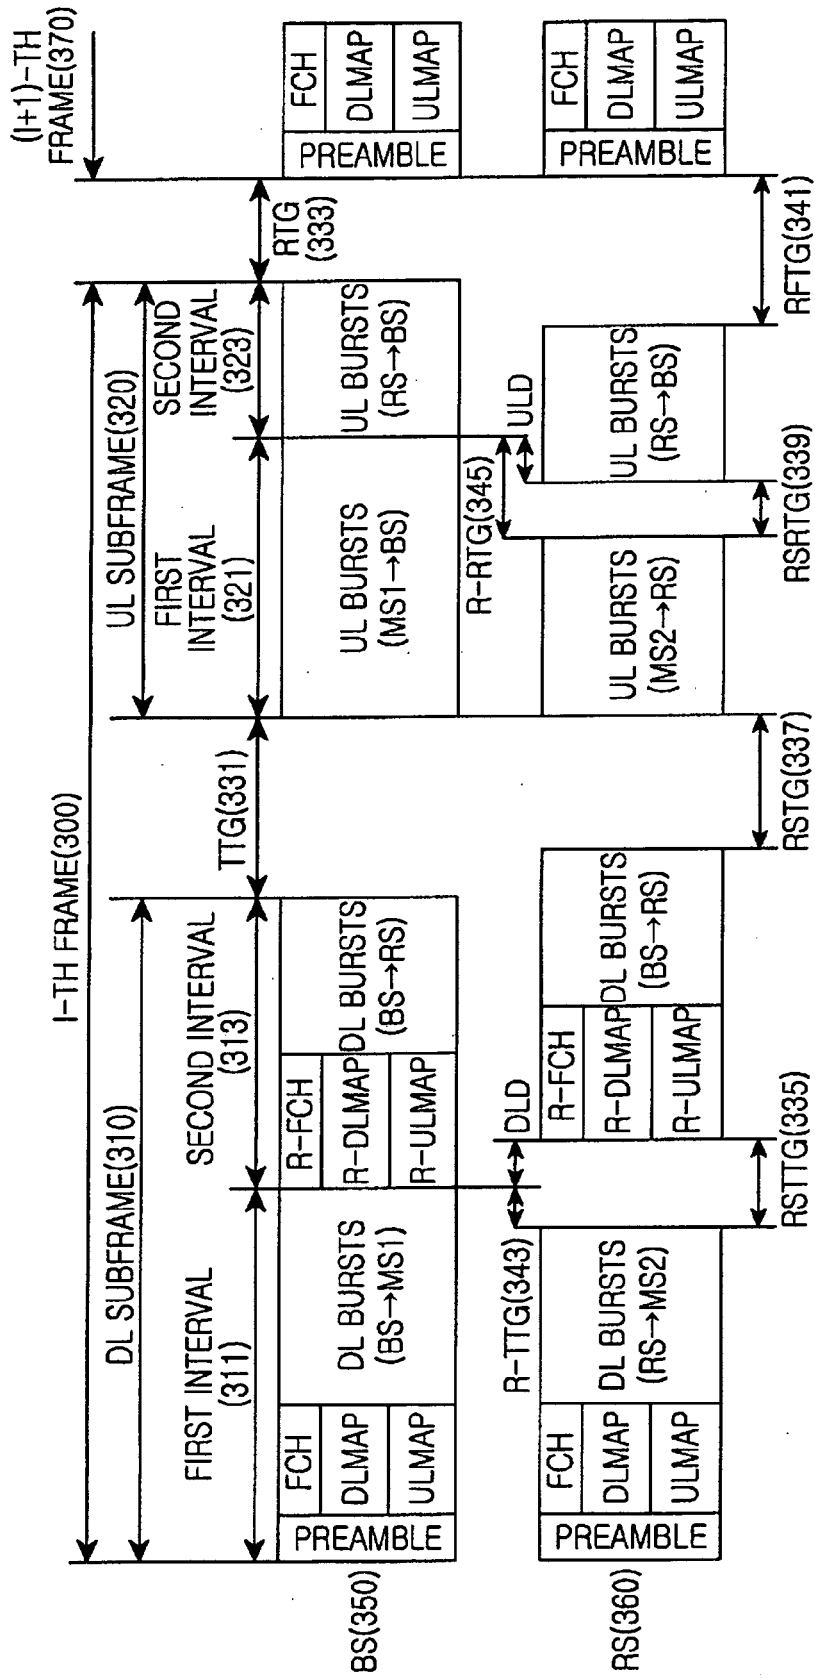 I-TH FRAME(300)
(I+1)-TH
FRAME(370)
DL SUBFRAME(310)
UL SUBFRAME(320)
FIRST INTERVAL
(311)
SECOND INTERVAL
(313)
TTG(331)
FIRST
INTERVAL
(321)
SECOND
INTERVAL
(323)
RTG
(333)
BS(350)
PREAMBLE
FCH
DLMAP
ULMAP
DL BURSTS
(BS→MS1)
R-FCH
R-DLMAP
R-ULMAP
DL BURSTS
(BS→RS)
UL BURSTS
(MS1→BS)
UL BURSTS
(RS→BS)
PREAMBLE
FCH
DLMAP
ULMAP
R-TTG(343)
DLD
R-RTG(345)
ULD
RS(360)
PREAMBLE
FCH
DLMAP
ULMAP
DL BURSTS
(RS→MS2)
R-FCH
R-DLMAP
R-ULMAP
DL BURSTS
(BS→RS)
UL BURSTS
(MS2→RS)
UL BURSTS
(RS→BS)
PREAMBLE
FCH
DLMAP
ULMAP
RSTTG(335)
RSTG(337)
RSRTG(339)
RFTG(341)